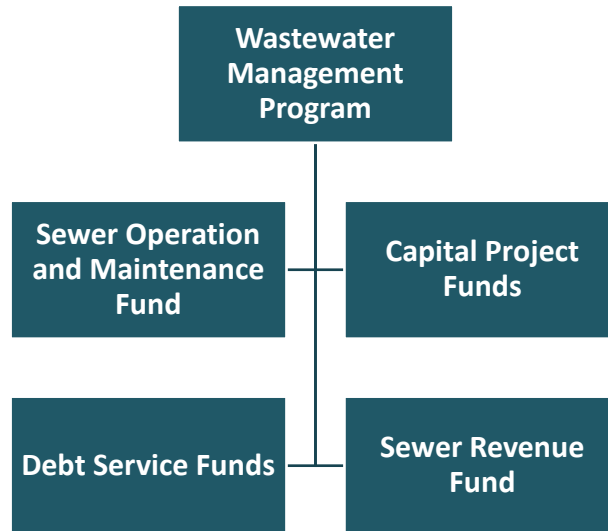 Wastewater
Management
Program
Sewer Operation
and Maintenance
Fund
Capital Project
Funds
Debt Service Funds
Sewer Revenue
Fund